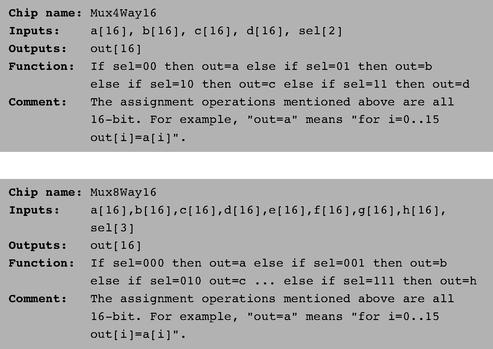 Chip name: Mux4Way16
Inputs: a[16], b[16], c[16], d[16], sel[2]
Outputs: out[16]
Function: If sel=00 then out=a else if sel=01 then out=b
else if sel=10 then out=c else if sel=11 then out=d
Comment: The assignment operations mentioned above are all
16-bit. For example, "out=a" means "for i=0..15
out[i]=a[i]".
Chip name: Mux8Way16
Inputs: a[16],b[16],c[16],d[16],e[16],f[16],g[16],h[16],
sel[3]
Outputs: out[16]
Function: If sel=000 then out=a else if sel=001 then out=b
else if sel=010 out=c ... else if sel=111 then out=h
Comment: The assignment operations mentioned above are all
16-bit. For example, "out=a" means "for i=0..15
out[i]=a[i]".